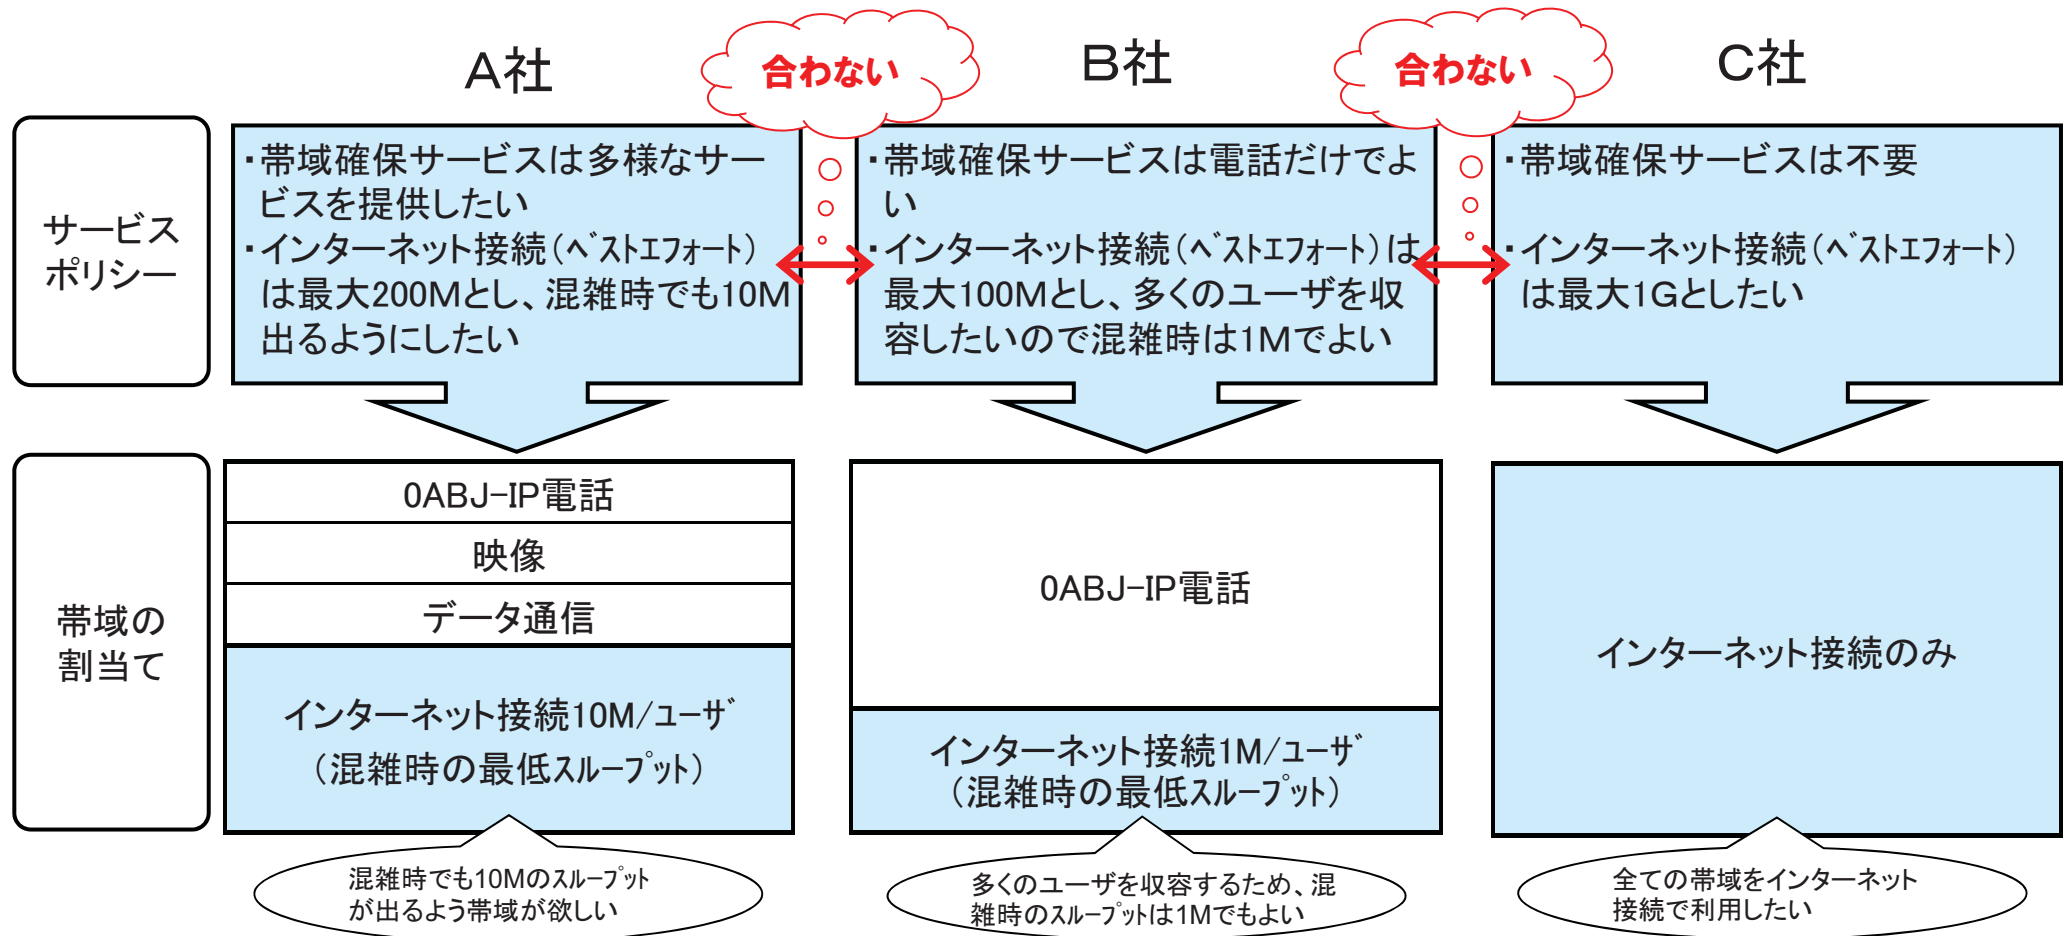 A社
合わない
B社
合わない
C社
サービス
ポリシー
・帯域確保サービスは多様なサー
ビスを提供したい
・インターネット接続(ﾍﾞｽﾄｴﾌｫｰﾄ)
は最大200Mとし、混雑時でも10M
出るようにしたい
・帯域確保サービスは電話だけでよ
い
・インターネット接続(ﾍﾞｽﾄｴﾌｫｰﾄ)は
最大100Mとし、多くのユーザを収
容したいので混雑時は1Mでよい
・帯域確保サービスは不要
・インターネット接続(ﾍﾞｽﾄｴﾌｫｰﾄ)
は最大1Gとしたい
帯域の
割当て
0ABJ-IP電話
映像
データ通信
インターネット接続10M/ﾕｰｻﾞ
(混雑時の最低ｽﾙｰﾌﾟｯﾄ)
0ABJ-IP電話
インターネット接続1M/ﾕｰｻﾞ
(混雑時の最低ｽﾙｰﾌﾟｯﾄ)
インターネット接続のみ
混雑時でも10Mのｽﾙｰﾌﾟｯﾄ
が出るよう帯域が欲しい
多くのユーザを収容するため、混
雑時のｽﾙｰﾌﾟｯﾄは1Mでもよい
全ての帯域をインターネット
接続で利用したい